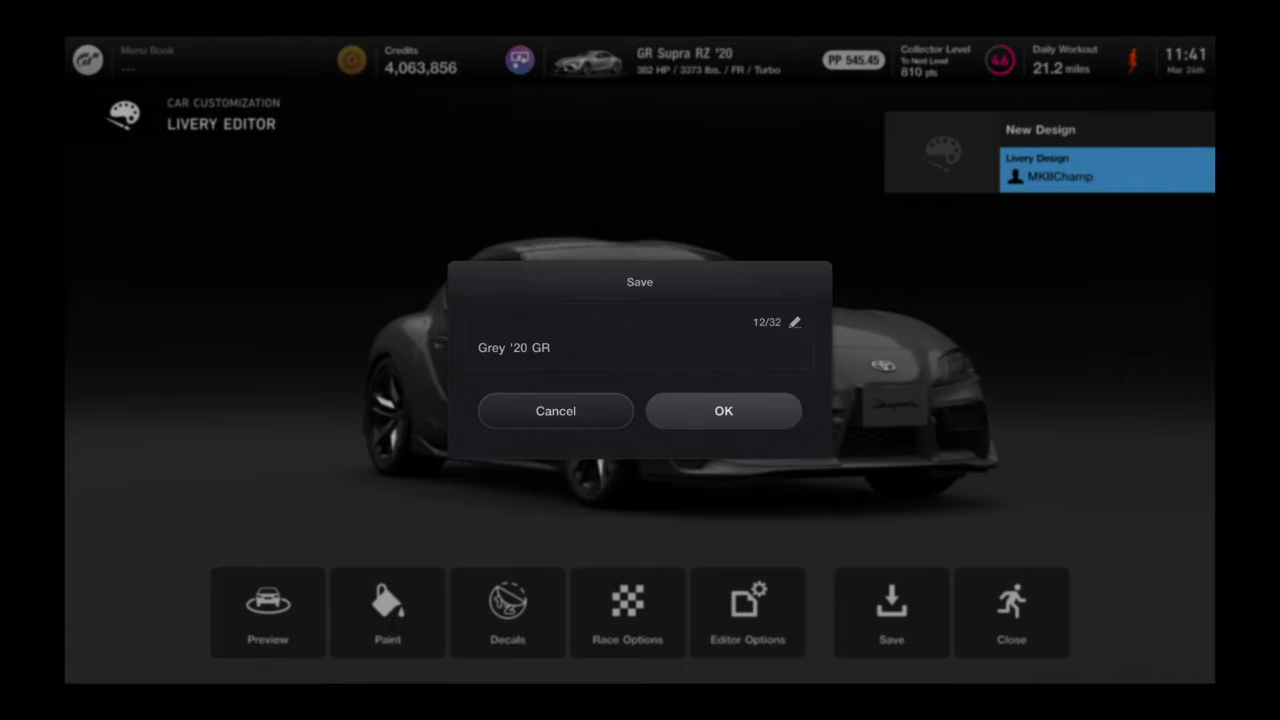 Menu Book
----
Credits
4,063,856
GR Supra RZ '20
382 HP / 3373 lbs. / FR / Turbo
PP 545.45
Collector Level
To Next Level
810 pts
46
Daily Workout
21.2 miles
11:41
Mar 24th
CAR CUSTOMIZATION
LIVERY EDITOR
New Design
Livery Design
MKIIChamp
Save
12/32
Grey '20 GR
Cancel
OK
Supra
Preview
Paint
Decals
Race Options
Editor Options
Save
Close